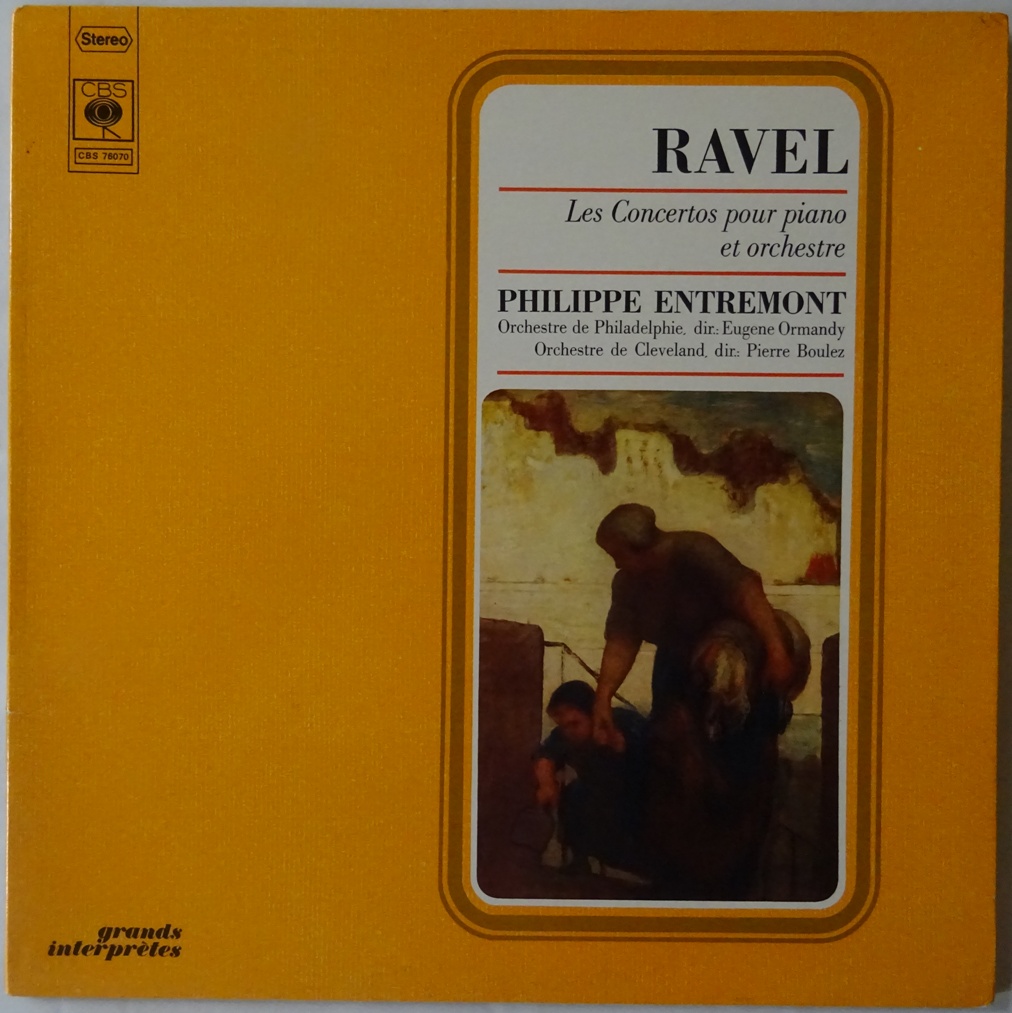 Stereo
CBS
CBS 76070
RAVEL
Les Concertos pour piano
et orchestre
PHILIPPE ENTREMONT
Orchestre de Philadelphie, dir.: Eugene Ormandy
Orchestre de Cleveland, dir.: Pierre Boulez
grands
interprètes